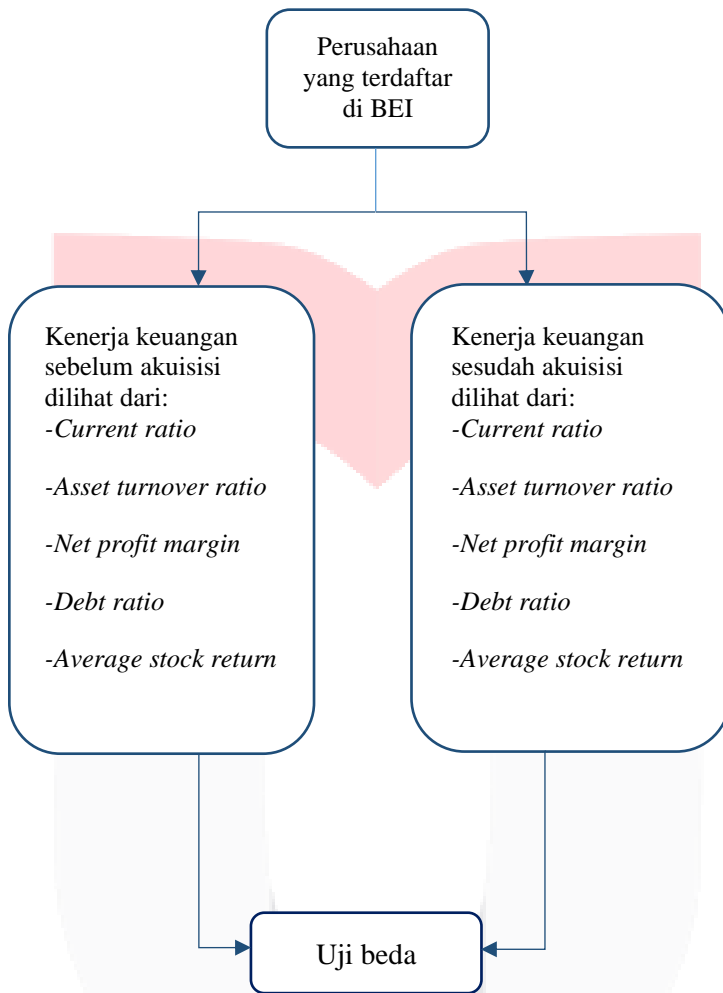 Perusahaan
yang terdaftar
di BEI
Kenerja keuangan
sebelum akuisisi
dilihat dari:
-Current ratio
-Asset turnover ratio
-Net profit margin
-Debt ratio
-Average stock return
Kenerja keuangan
sesudah akuisisi
dilihat dari:
-Current ratio
-Asset turnover ratio
-Net profit margin
-Debt ratio
-Average stock return
Uji beda